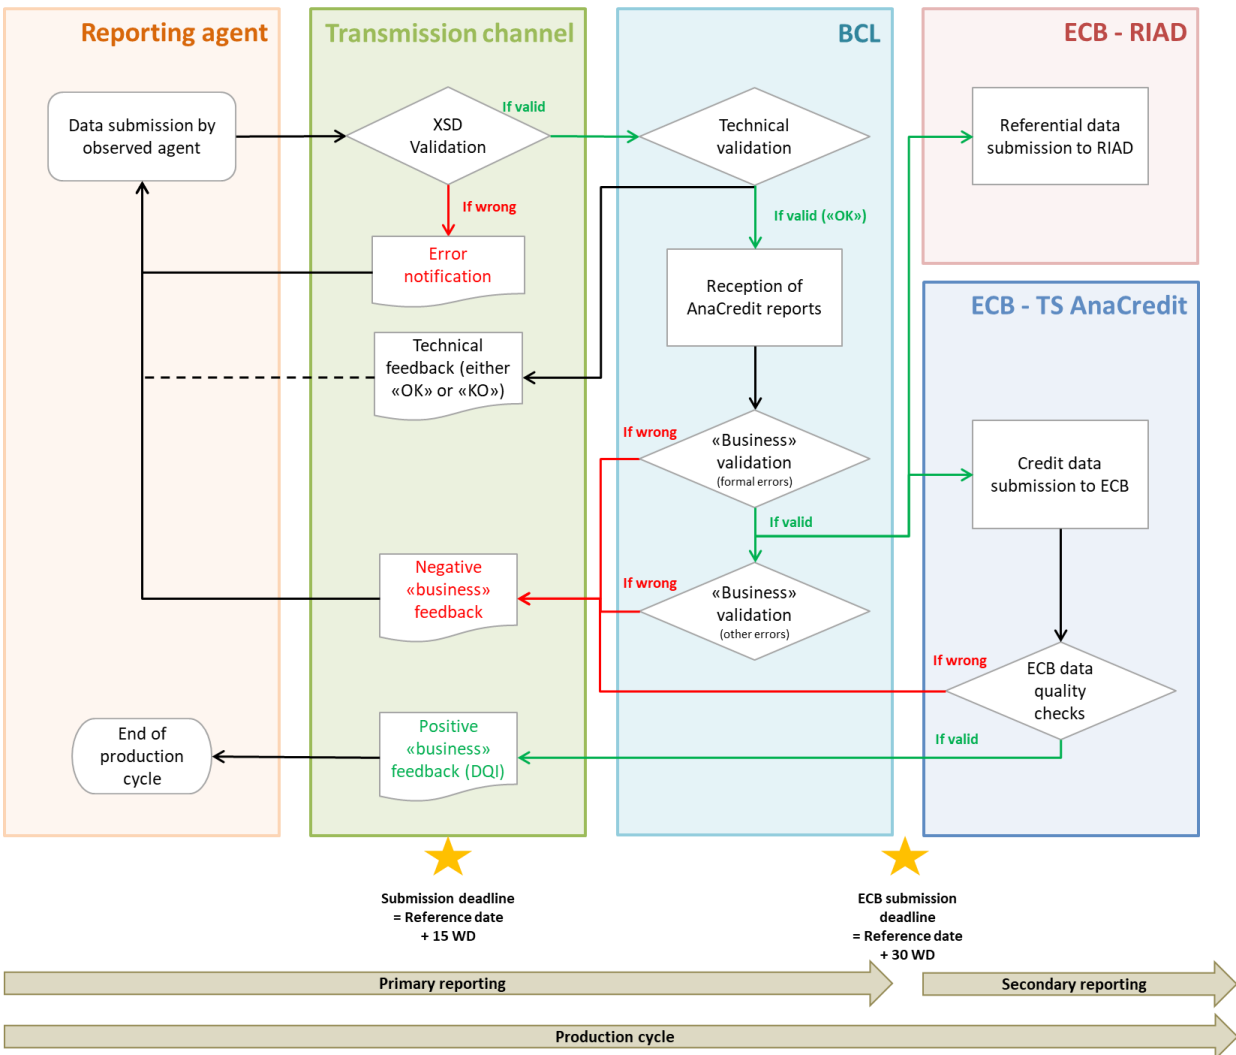 Reporting agent
Transmission channel
BCL
ECB - RIAD
Data submission by
observed agent
XSD
Validation
If valid
Technical
validation
Referential data
submission to RIAD
If wrong
If valid («OK»)
Error
notification
Reception of
AnaCredit reports
ECB - TS AnaCredit
Technical
feedback (either
«OK» or «KO»)
If wrong
«Business»
validation
(formal errors)
Credit data
submission to ECB
If valid
Negative
«business»
feedback
If wrong
«Business»
validation
(other errors)
If wrong
ECB data
quality
checks
End of
production
cycle
Positive
«business»
feedback (DQI)
If valid
Submission deadline
= Reference date
+ 15 WD
ECB submission
deadline
= Reference date
+ 30 WD
Primary reporting
Secondary reporting
Production cycle